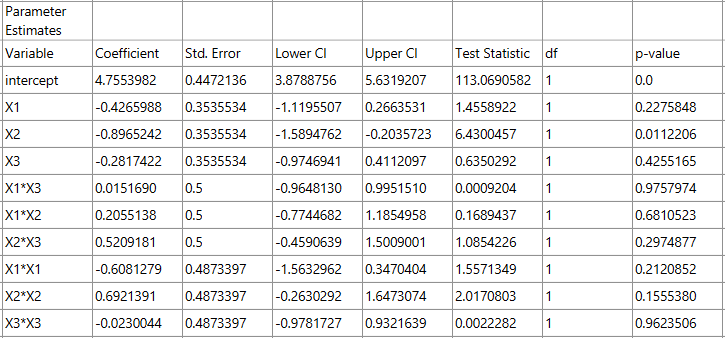 Parameter
Estimates
Variable Coefficient Std. Error Lower CI Upper CI Test Statistic df p-value
intercept 4.7553982 0.4472136 3.8788756 5.6319207 113.0690582 1 0.0
X1 -0.4265988 0.3535534 -1.1195507 0.2663531 1.4558922 1 0.2275848
X2 -0.8965242 0.3535534 -1.5894762 -0.2035723 6.4300457 1 0.0112206
X3 -0.2817422 0.3535534 -0.9746941 0.4112097 0.6350292 1 0.4255165
X1*X3 0.0151690 0.5 -0.9648130 0.9951510 0.0009204 1 0.9757974
X1*X2 0.2055138 0.5 -0.7744682 1.1854958 0.1689437 1 0.6810523
X2*X3 0.5209181 0.5 -0.4590639 1.5009001 1.0854226 1 0.2974877
X1*X1 -0.6081279 0.4873397 -1.5632962 0.3470404 1.5571349 1 0.2120852
X2*X2 0.6921391 0.4873397 -0.2630292 1.6473074 2.0170803 1 0.1555380
X3*X3 -0.0230044 0.4873397 -0.9781727 0.9321639 0.0022282 1 0.9623506